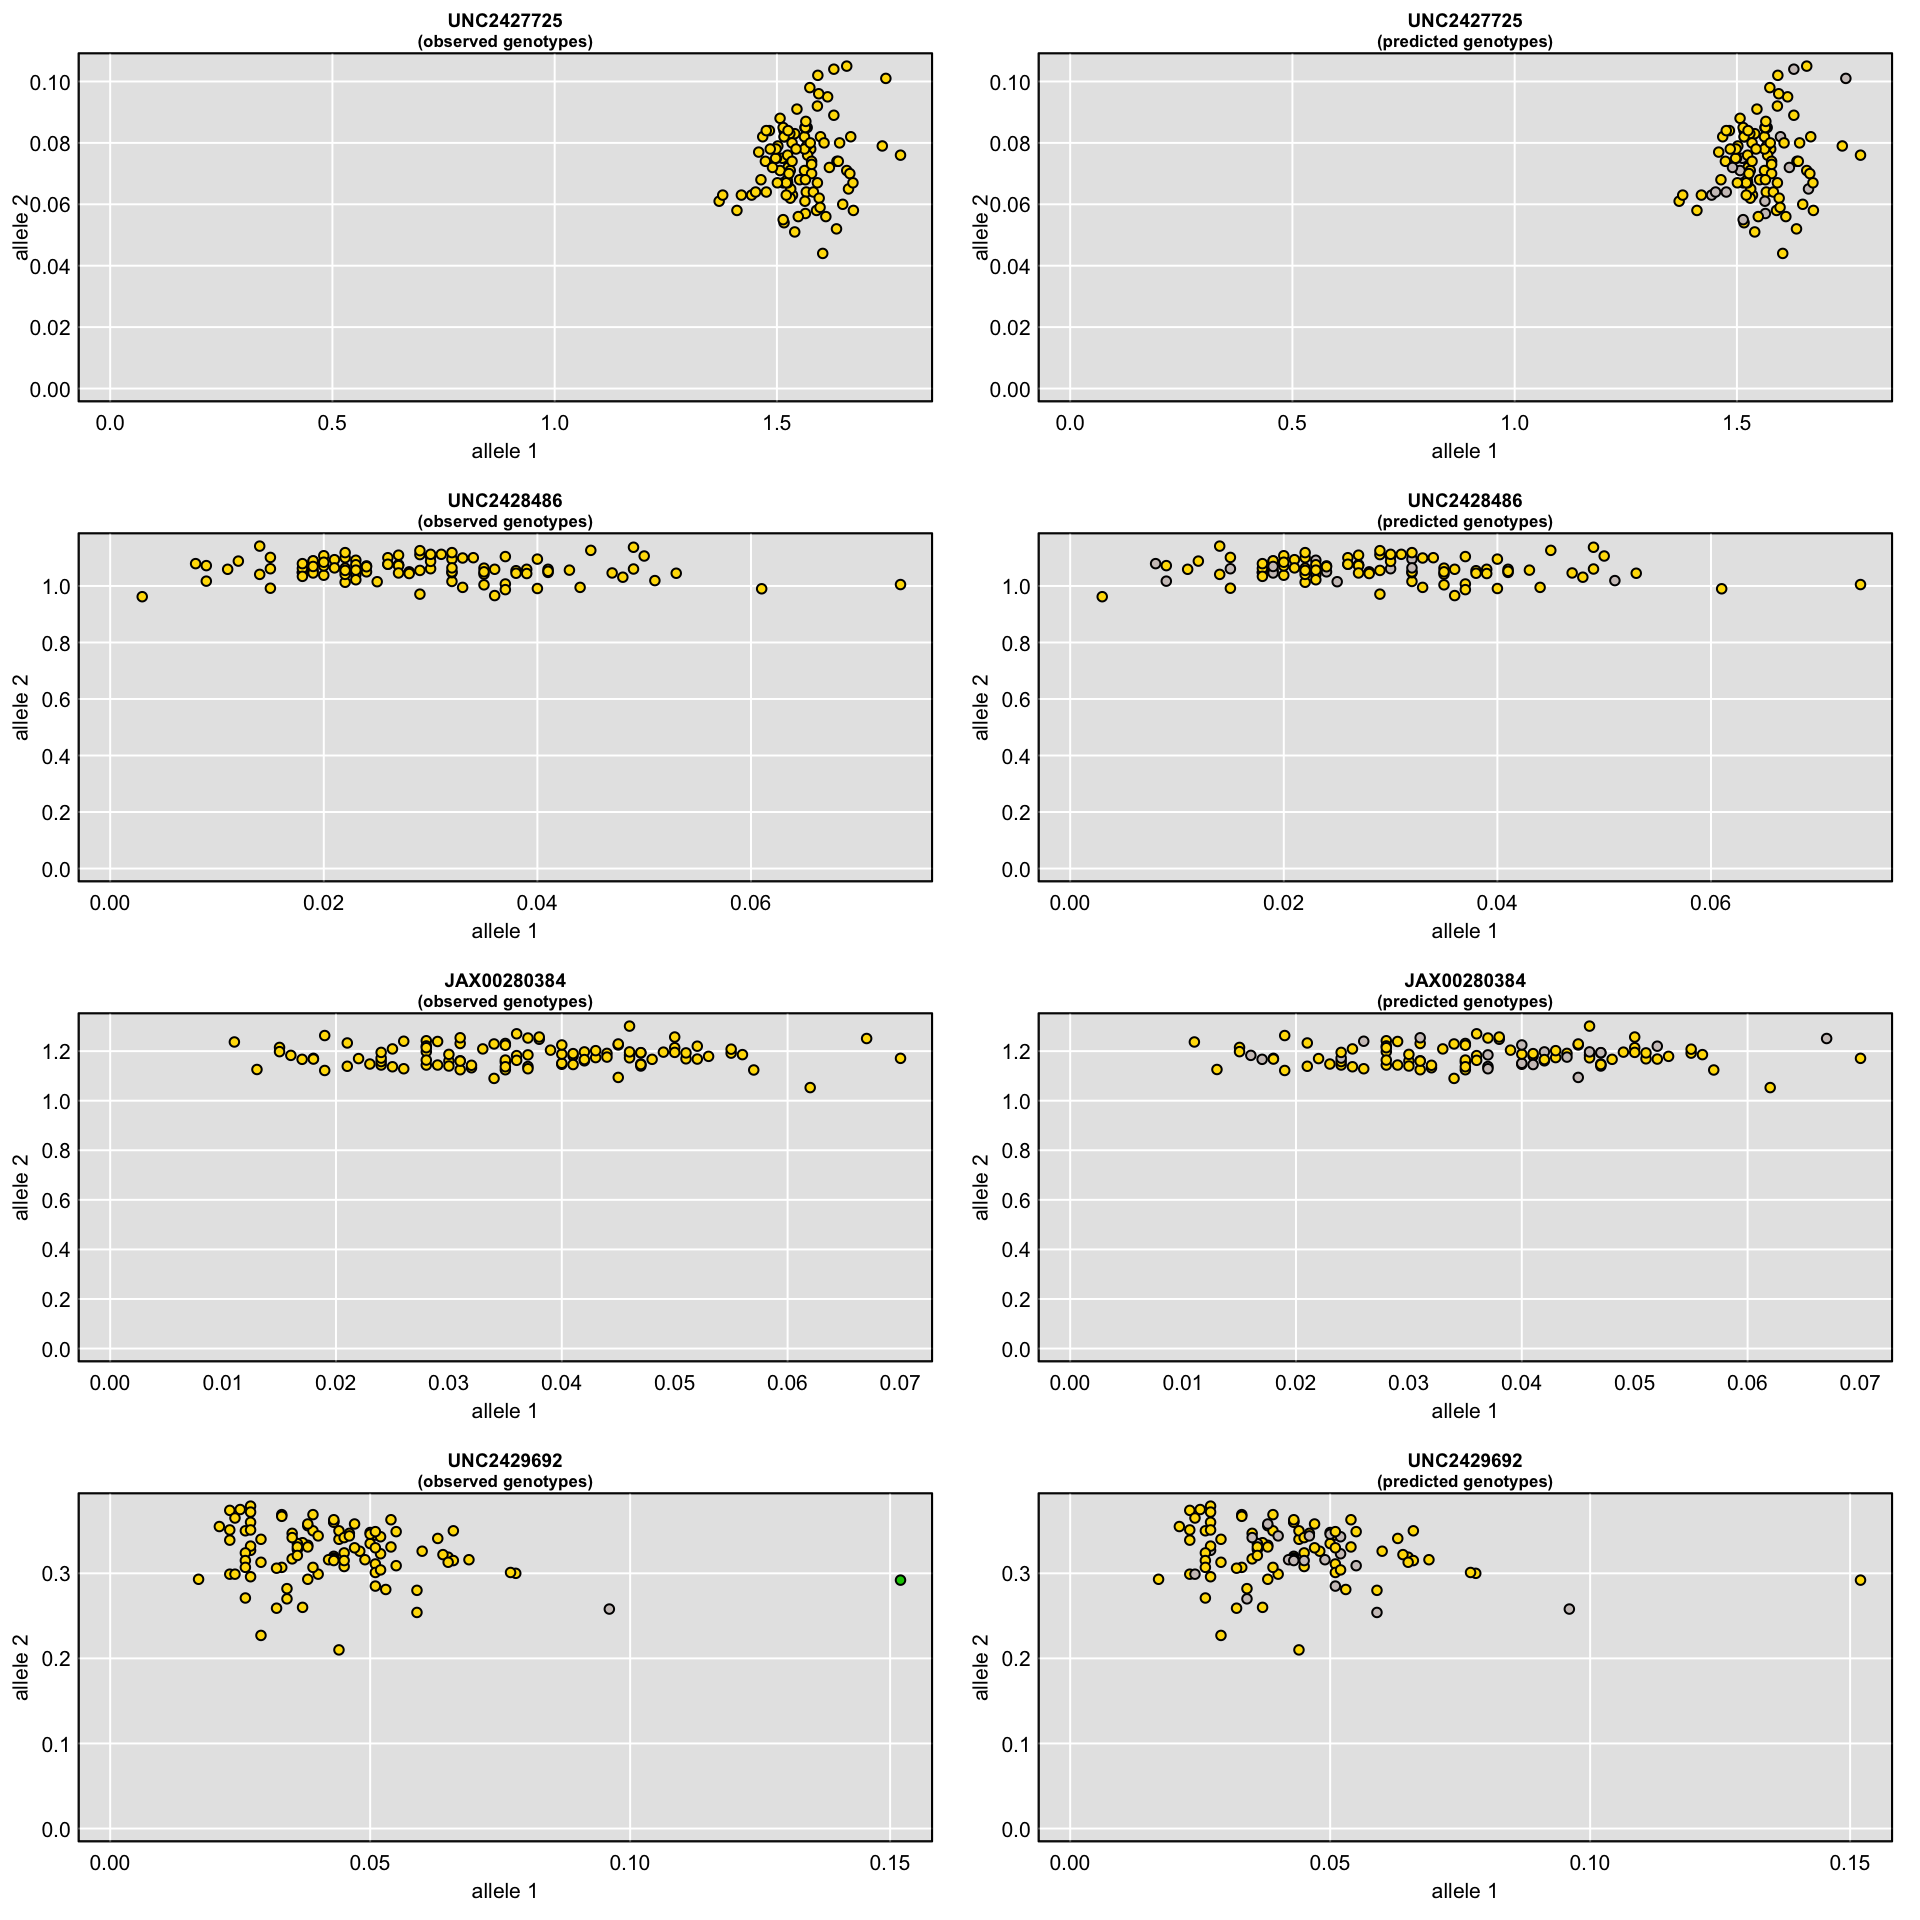 UNC2427725
(observed genotypes)
allele 2
0.10
0.08
0.06
0.04
0.02
0.00
0.0 0.5 1.0 1.5
allele 1
UNC2427725
(predicted genotypes)
allele 2
0.10
0.08
0.06
0.04
0.02
0.00
0.0 0.5 1.0 1.5
allele 1
UNC2428486
(observed genotypes)
allele 2
1.0
0.8
0.6
0.4
0.2
0.0
0.00 0.02 0.04 0.06
allele 1
UNC2428486
(predicted genotypes)
allele 2
1.0
0.8
0.6
0.4
0.2
0.0
0.00 0.02 0.04 0.06
allele 1
JAX00280384
(observed genotypes)
allele 2
1.2
1.0
0.8
0.6
0.4
0.2
0.0
0.00 0.01 0.02 0.03 0.04 0.05 0.06 0.07
allele 1
JAX00280384
(predicted genotypes)
allele 2
1.2
1.0
0.8
0.6
0.4
0.2
0.0
0.00 0.01 0.02 0.03 0.04 0.05 0.06 0.07
allele 1
UNC2429692
(observed genotypes)
allele 2
0.3
0.2
0.1
0.0
0.00 0.05 0.10 0.15
allele 1
UNC2429692
(predicted genotypes)
allele 2
0.3
0.2
0.1
0.0
0.00 0.05 0.10 0.15
allele 1